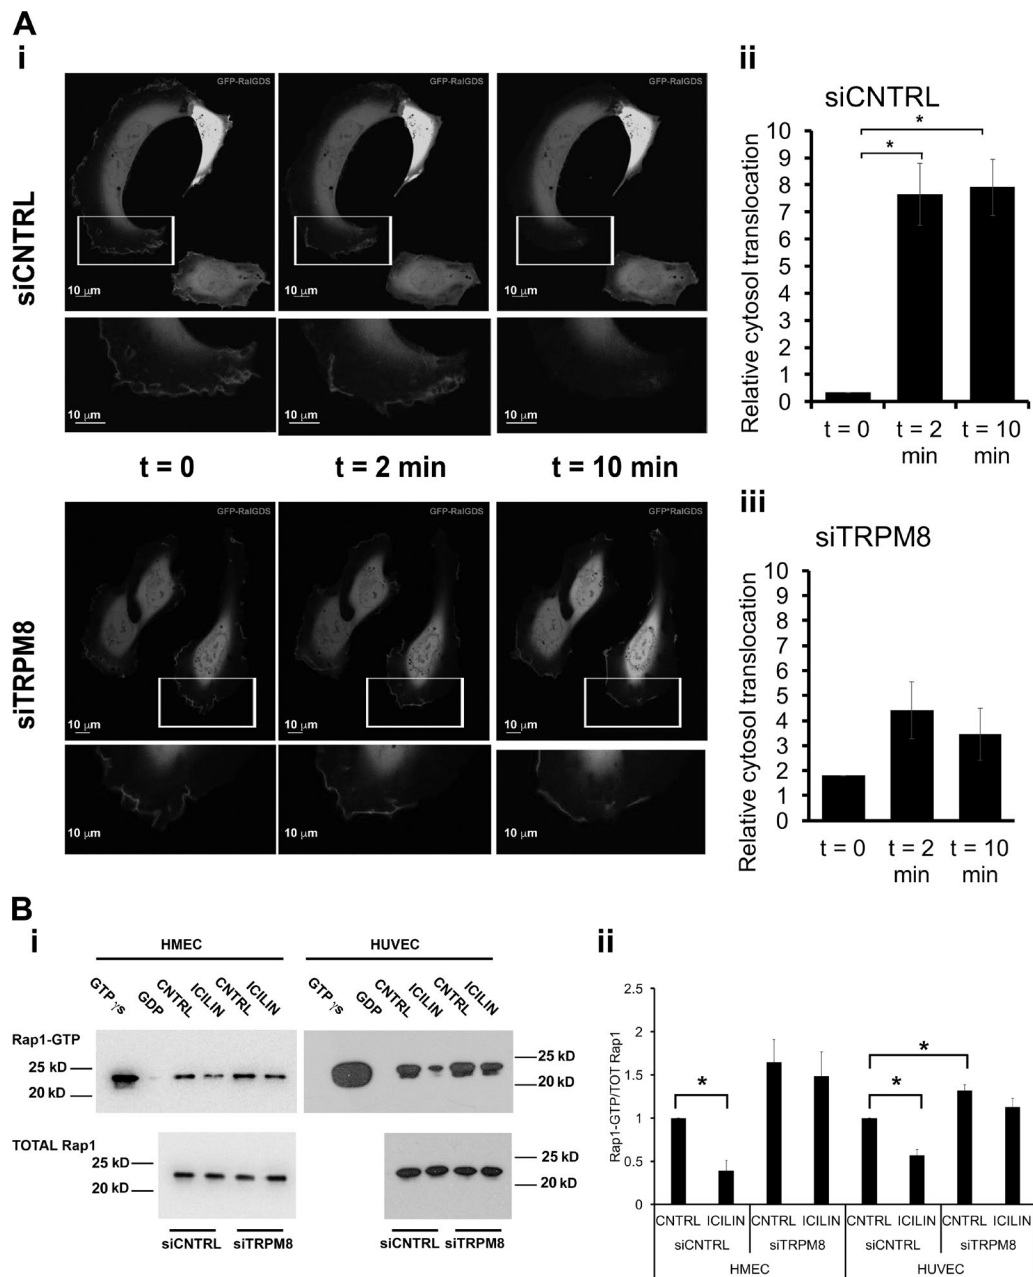 A
i
siCNTRL
GFP-RalGDS
GFP-RalGDS
GFP-RalGDS
10 μm
10 μm
10 μm
10 μm
10 μm
10 μm
t = 0
t = 2 min
t = 10 min
siTRPM8
GFP-RalGDS
GFP-RalGDS
GFP*RalGDS
10 μm
10 μm
10 μm
10 μm
10 μm
10 μm
ii
siCNTRL
Relative cytosol translocation
10
9
8
7
6
5
4
3
2
1
0
*
*
t = 0
t = 2 min
t = 10 min
iii
siTRPM8
Relative cytosol translocation
10
9
8
7
6
5
4
3
2
1
0
t = 0
t = 2 min
t = 10 min
B
i
HMEC
HUVEC
GTP γs
GDP
CNTRL
ICILIN
CNTRL
ICILIN
GTP γs
GDP
CNTRL
ICILIN
CNTRL
ICILIN
Rap1-GTP
25 kD
20 kD
25 kD
20 kD
TOTAL Rap1
25 kD
20 kD
25 kD
20 kD
siCNTRL siTRPM8
siCNTRL siTRPM8
ii
Rap1-GTP/TOT Rap1
2.5
2
1.5
1
0.5
0
*
*
*
CNTRL ICILIN CNTRL ICILIN CNTRL ICILIN CNTRL ICILIN
siCNTRL siTRPM8 siCNTRL siTRPM8
HMEC HUVEC